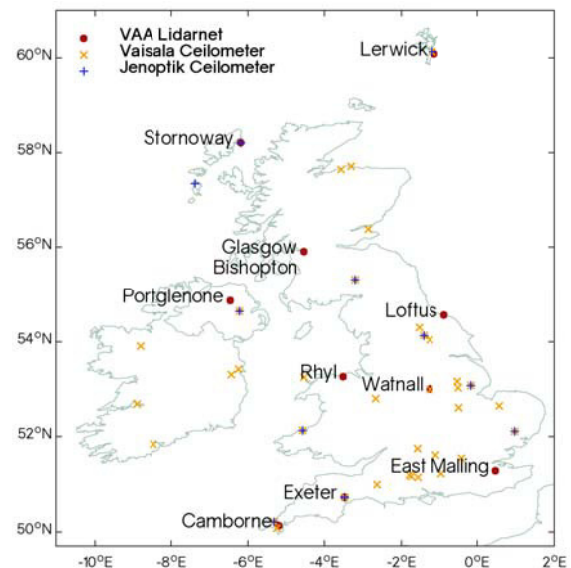 VAA Lidarnet
Vaisala Ceilometer
Jenoptik Ceilometer
60°N
Lerwick
58°N
Stornoway
56°N
Glasgow
Bishopton
Portglenone
Loftus
54°N
Rhyl
Watnall
52°N
East Malling
Exeter
50°N
Camborne
-10°E -8°E -6°E -4°E -2°E 0°E 2°E